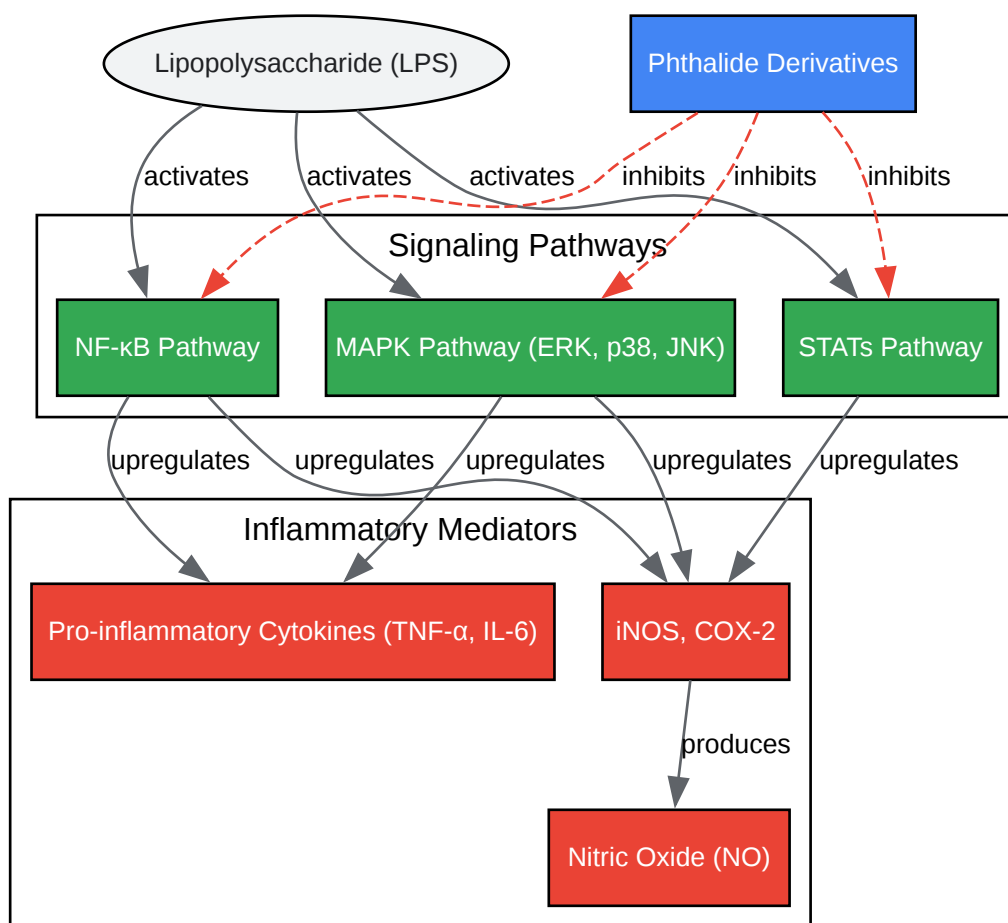 Lipopolysaccharide (LPS)
Phthalide Derivatives
activates
activates
activates
inhibits
inhibits
inhibits
Signaling Pathways
NF-κB Pathway
MAPK Pathway (ERK, p38, JNK)
STATs Pathway
upregulates
upregulates
upregulates
upregulates
upregulates
Inflammatory Mediators
Pro-inflammatory Cytokines (TNF-α, IL-6)
iNOS, COX-2
produces
Nitric Oxide (NO)